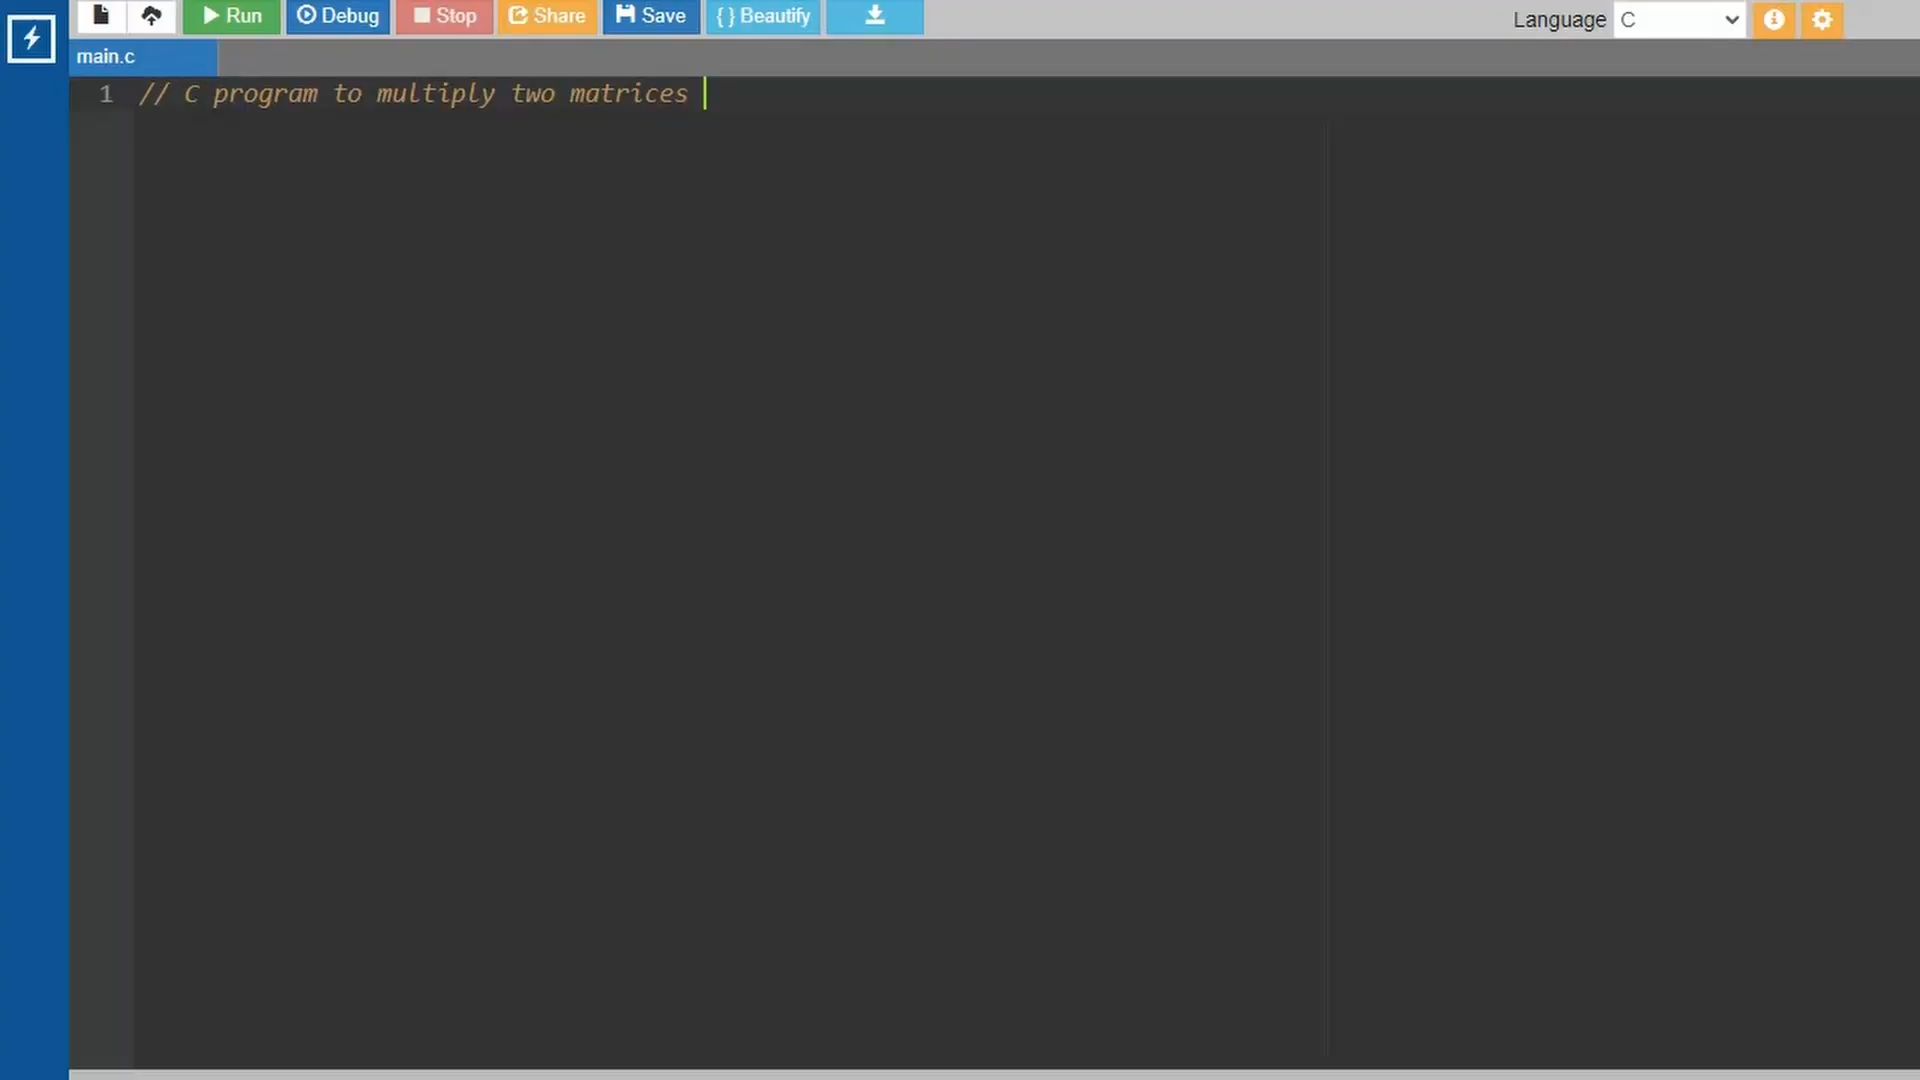 Run Debug Stop Share Save { } Beautify Language C
main.c
1 // C program to multiply two matrices